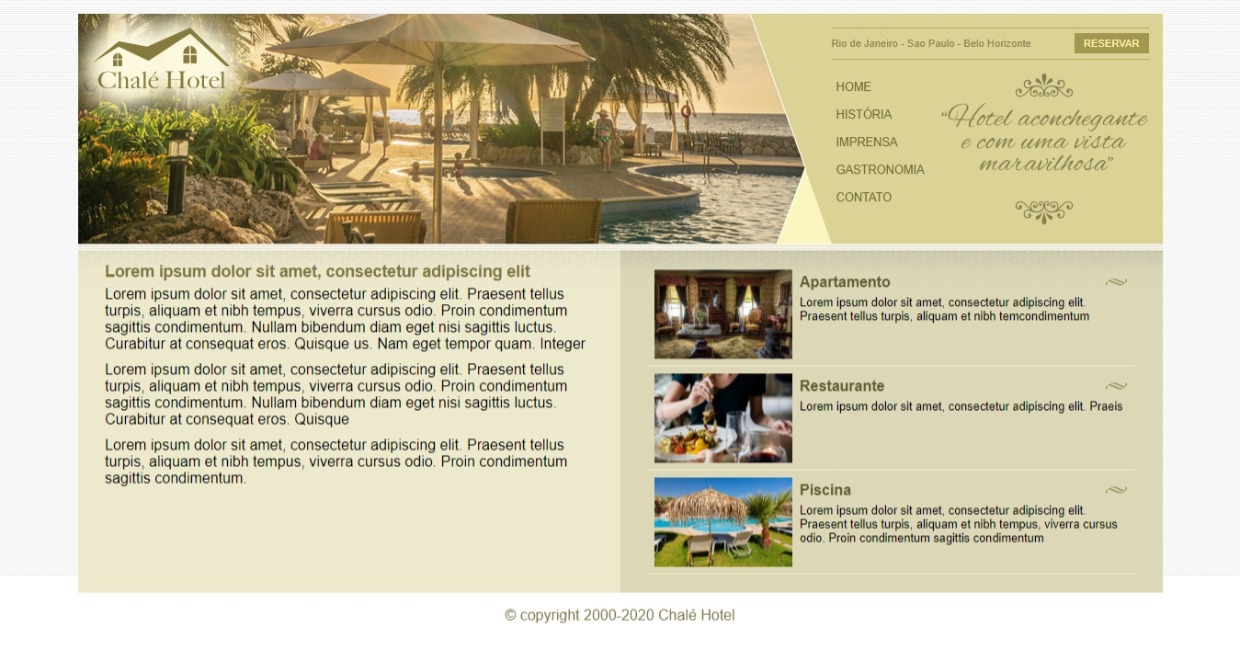 Chalé Hotel
Rio de Janeiro - Sao Paulo - Belo Horizonte
RESERVAR
HOME
HISTÓRIA
IMPRENSA
GASTRONOMIA
CONTATO
“Hotel aconchegante
e com uma vista
maravilhosa”
Lorem ipsum dolor sit amet, consectetur adipiscing elit
Lorem ipsum dolor sit amet, consectetur adipiscing elit. Praesent tellus
turpis, aliquam et nibh tempus, viverra cursus odio. Proin condimentum
sagittis condimentum. Nullam bibendum diam eget nisi sagittis luctus.
Curabitur at consequat eros. Quisque us. Nam eget tempor quam. Integer
Lorem ipsum dolor sit amet, consectetur adipiscing elit. Praesent tellus
turpis, aliquam et nibh tempus, viverra cursus odio. Proin condimentum
sagittis condimentum. Nullam bibendum diam eget nisi sagittis luctus.
Curabitur at consequat eros. Quisque
Lorem ipsum dolor sit amet, consectetur adipiscing elit. Praesent tellus
turpis, aliquam et nibh tempus, viverra cursus odio. Proin condimentum
sagittis condimentum.
Apartamento
Lorem ipsum dolor sit amet, consectetur adipiscing elit.
Praesent tellus turpis, aliquam et nibh temcondimentum
Restaurante
Lorem ipsum dolor sit amet, consectetur adipiscing elit. Praeis
Piscina
Lorem ipsum dolor sit amet, consectetur adipiscing elit.
Praesent tellus turpis, aliquam et nibh tempus, viverra cursus
odio. Proin condimentum sagittis condimentum
© copyright 2000-2020 Chalé Hotel